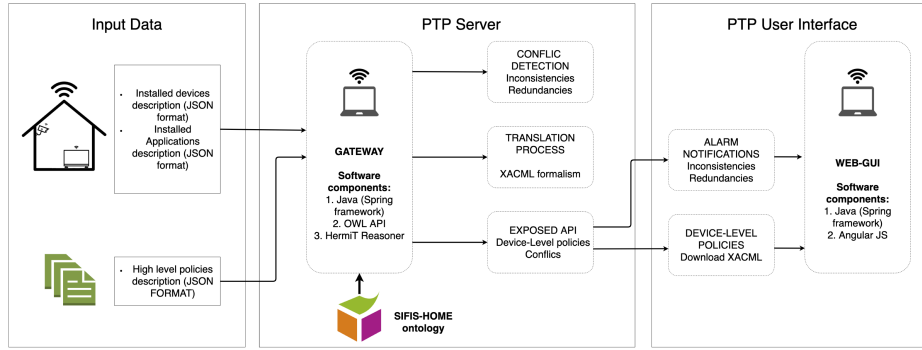 Input Data
PTP Server
PTP User Interface
• Installed devices
description (JSON
format)
• Installed
Applications
description (JSON
format)
• High level policies
description (JSON
FORMAT)
GATEWAY
Software
components:
1. Java (Spring
framework)
2. OWL API
3. HermiT Reasoner
SIFIS-HOME
ontology
CONFLIC
DETECTION
Inconsistencies
Redundancies
TRANSLATION
PROCESS
XACML formalism
EXPOSED API
Device-Level policies
Conflics
ALARM
NOTIFICATIONS
Inconsistencies
Redundancies
DEVICE-LEVEL
POLICIES
Download XACML
WEB-GUI
Software
components:
1. Java (Spring
framework)
2. Angular JS